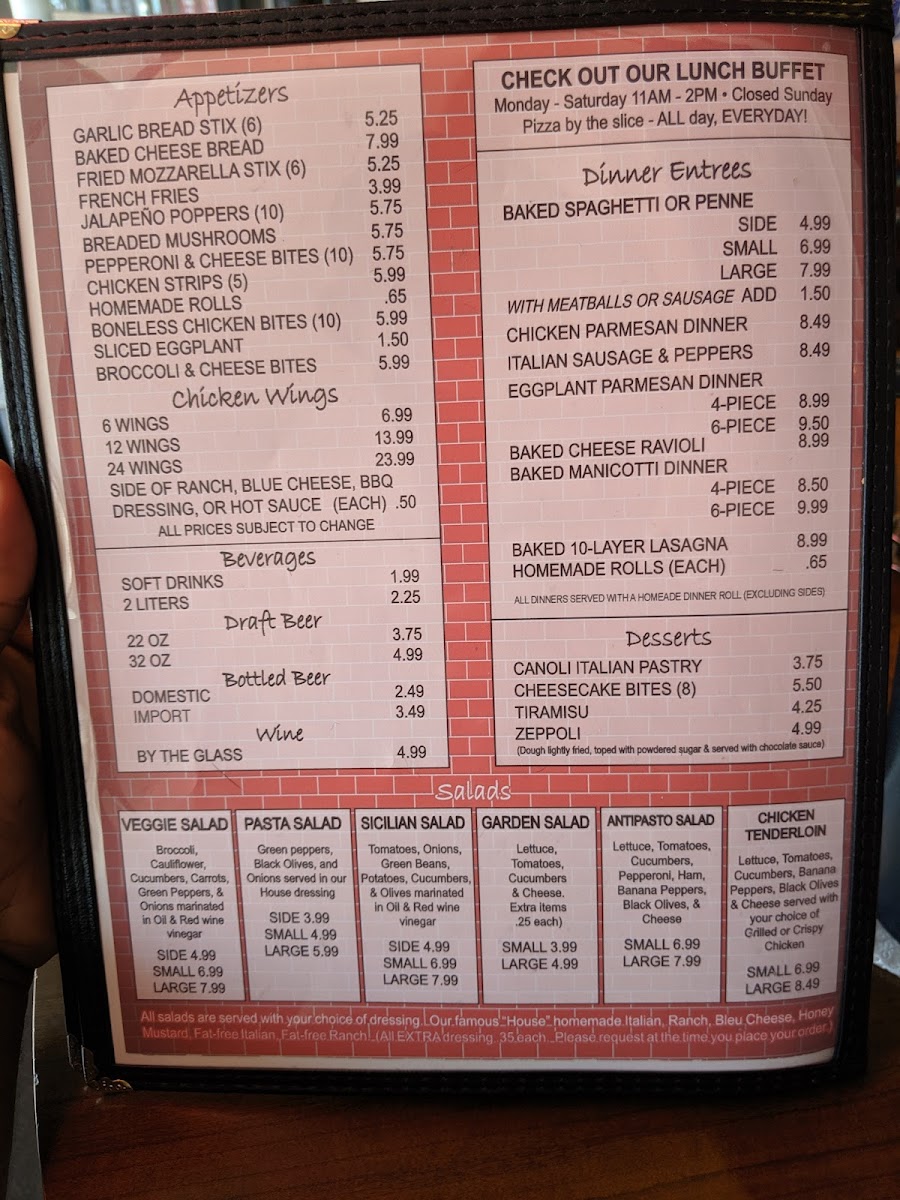 Appetizers
GARLIC BREAD STIX (6) 5.25
BAKED CHEESE BREAD 7.99
FRIED MOZZARELLA STIX (6) 5.25
FRENCH FRIES 3.99
JALAPEÑO POPPERS (10) 5.75
BREADED MUSHROOMS 5.75
PEPPERONI & CHEESE BITES (10) 5.75
CHICKEN STRIPS (5) 5.99
HOMEMADE ROLLS .65
BONELESS CHICKEN BITES (10) 5.99
SLICED EGGPLANT 1.50
BROCCOLI & CHEESE BITES 5.99
Chicken Wings
6 WINGS 6.99
12 WINGS 13.99
24 WINGS 23.99
SIDE OF RANCH, BLUE CHEESE, BBQ
DRESSING, OR HOT SAUCE (EACH) .50
ALL PRICES SUBJECT TO CHANGE
Beverages
SOFT DRINKS 1.99
2 LITERS 2.25
Draft Beer
22 OZ 3.75
32 OZ 4.99
Bottled Beer
DOMESTIC 2.49
IMPORT 3.49
Wine
BY THE GLASS 4.99
CHECK OUT OUR LUNCH BUFFET
Monday - Saturday 11AM - 2PM • Closed Sunday
Pizza by the slice - ALL day, EVERYDAY!
Dinner Entrees
BAKED SPAGHETTI OR PENNE
SIDE 4.99
SMALL 6.99
LARGE 7.99
WITH MEATBALLS OR SAUSAGE ADD 1.50
CHICKEN PARMESAN DINNER 8.49
ITALIAN SAUSAGE & PEPPERS 8.49
EGGPLANT PARMESAN DINNER
4-PIECE 8.99
6-PIECE 9.50
BAKED CHEESE RAVIOLI 8.99
BAKED MANICOTTI DINNER
4-PIECE 8.50
6-PIECE 9.99
BAKED 10-LAYER LASAGNA 8.99
HOMEMADE ROLLS (EACH) .65
ALL DINNERS SERVED WITH A HOMEADE DINNER ROLL (EXCLUDING SIDES)
Desserts
CANOLI ITALIAN PASTRY 3.75
CHEESECAKE BITES (8) 5.50
TIRAMISU 4.25
ZEPPOLI 4.99
(Dough lightly fried, toped with powdered sugar & served with chocolate sauce)
Salads
VEGGIE SALAD
Broccoli,
Cauliflower,
Cucumbers, Carrots,
Green Peppers, &
Onions marinated
in Oil & Red wine
vinegar
SIDE 4.99
SMALL 6.99
LARGE 7.99
PASTA SALAD
Green peppers,
Black Olives, and
Onions served in our
House dressing
SIDE 3.99
SMALL 4.99
LARGE 5.99
SICILIAN SALAD
Tomatoes, Onions,
Green Beans,
Potatoes, Cucumbers,
& Olives marinated
in Oil & Red wine
vinegar
SIDE 4.99
SMALL 6.99
LARGE 7.99
GARDEN SALAD
Lettuce,
Tomatoes,
Cucumbers
& Cheese.
Extra items
.25 each)
SMALL 3.99
LARGE 4.99
ANTIPASTO SALAD
Lettuce, Tomatoes,
Cucumbers,
Pepperoni, Ham,
Banana Peppers,
Black Olives, &
Cheese
SMALL 6.99
LARGE 7.99
CHICKEN
TENDERLOIN
Lettuce, Tomatoes,
Cucumbers, Banana
Peppers, Black Olives
& Cheese served with
your choice of
Grilled or Crispy
Chicken
SMALL 6.99
LARGE 8.49
All salads are served with your choice of dressing. Our famous "House" homemade Italian, Ranch, Bleu Cheese, Honey
Mustard, Fat-free Italian, Fat-free Ranch! (All EXTRA dressing .35 each. Please request at the time you place your order.)